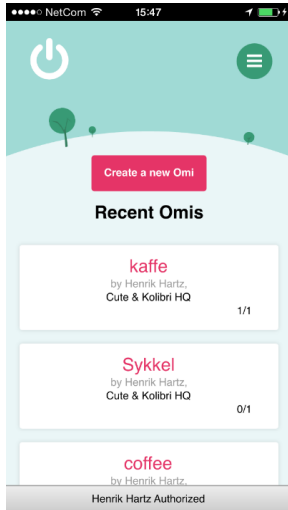 NetCom 15:47
Create a new Omi
Recent Omis
kaffe
by Henrik Hartz,
Cute & Kolibri HQ
1/1
Sykkel
by Henrik Hartz,
Cute & Kolibri HQ
0/1
coffee
by Henrik Hartz,
Henrik Hartz Authorized